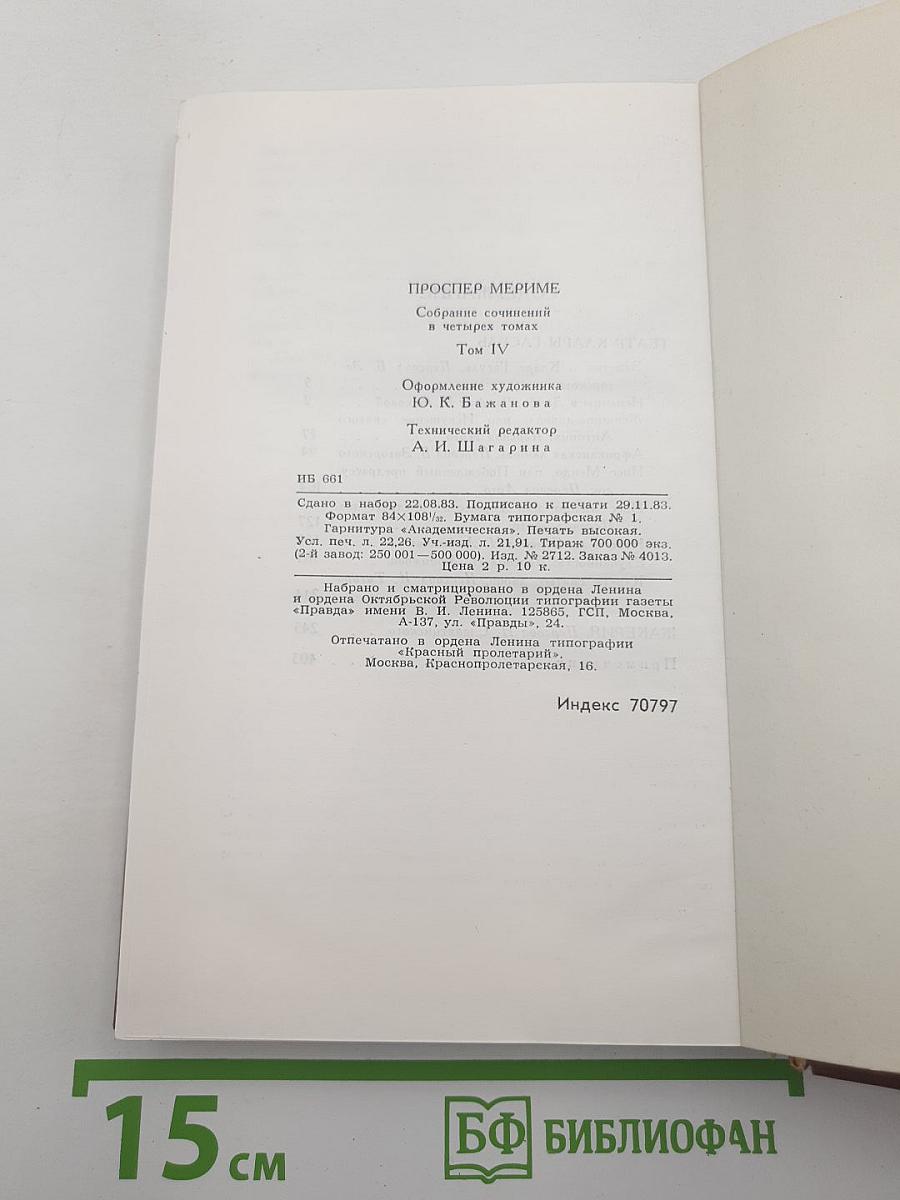 ПРОСПЕР МЕРИМЕ
Собрание сочинений
в четырех томах
Том IV
Оформление художника
Ю. К. Бажанова
Технический редактор
А. И. Шагарина
ИБ 661
Сдано в набор 22.08.83. Подписано к печати 29.11.83.
Формат 84×108¹/₃₂. Бумага типографская № 1.
Гарнитура «Академическая». Печать высокая.
Усл. печ. л. 22,26. Уч.-изд. л. 21,91. Тираж 700 000 экз.
(2-й завод: 250 001—500 000). Изд. № 2712. Заказ № 4013.
Цена 2 р. 10 к.
Набрано и сматрицировано в ордена Ленина
и ордена Октябрьской Революции типографии газеты
«Правда» имени В. И. Ленина. 125865, ГСП, Москва,
А-137, ул. «Правды», 24.
Отпечатано в ордена Ленина типографии
«Красный пролетарий».
Москва, Краснопролетарская, 16.
Индекс 70797
15 см
БФ БИБЛИОФАН